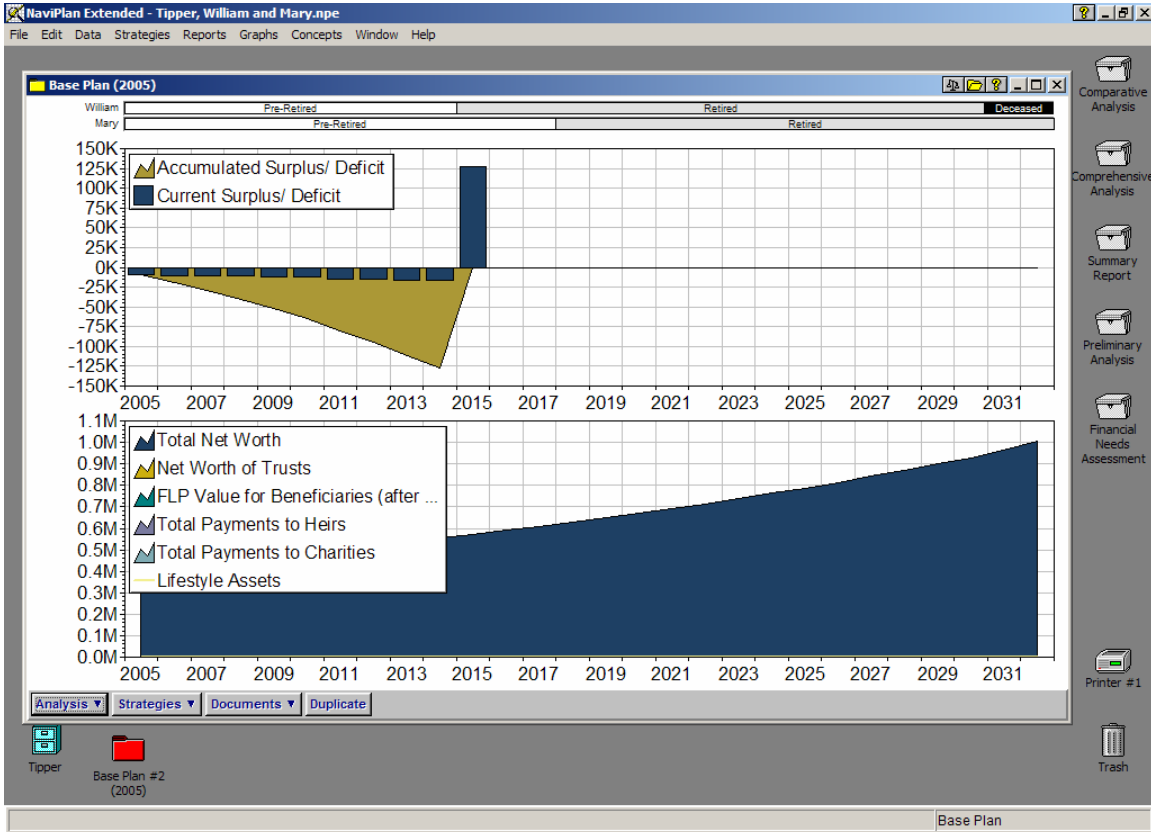 NaviPlan Extended - Tipper, William and Mary.npe
File Edit Data Strategies Reports Graphs Concepts Window Help
Base Plan (2005)
William Pre-Retired Retired Deceased
Mary Pre-Retired Retired
150K
125K
100K
75K
50K
25K
0K
-25K
-50K
-75K
-100K
-125K
-150K
Accumulated Surplus/ Deficit
Current Surplus/ Deficit
2005 2007 2009 2011 2013 2015 2017 2019 2021 2023 2025 2027 2029 2031
1.1M
1.0M
0.9M
0.8M
0.7M
0.6M
0.5M
0.4M
0.3M
0.2M
0.1M
0.0M
Total Net Worth
Net Worth of Trusts
FLP Value for Beneficiaries (after ...
Total Payments to Heirs
Total Payments to Charities
Lifestyle Assets
2005 2007 2009 2011 2013 2015 2017 2019 2021 2023 2025 2027 2029 2031
Analysis Strategies Documents Duplicate
Comparative
Analysis
Comprehensive
Analysis
Summary
Report
Preliminary
Analysis
Financial
Needs
Assessment
Printer #1
Trash
Tipper
Base Plan #2
(2005)
Base Plan